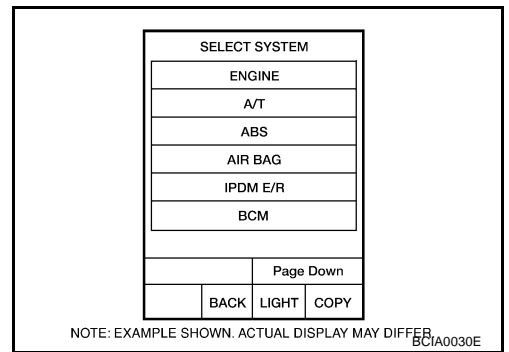 SELECT SYSTEM
ENGINE
A/T
ABS
AIR BAG
IPDM E/R
BCM
Page Down
BACK LIGHT COPY
NOTE: EXAMPLE SHOWN. ACTUAL DISPLAY MAY DIFFER.
BCIA0030E